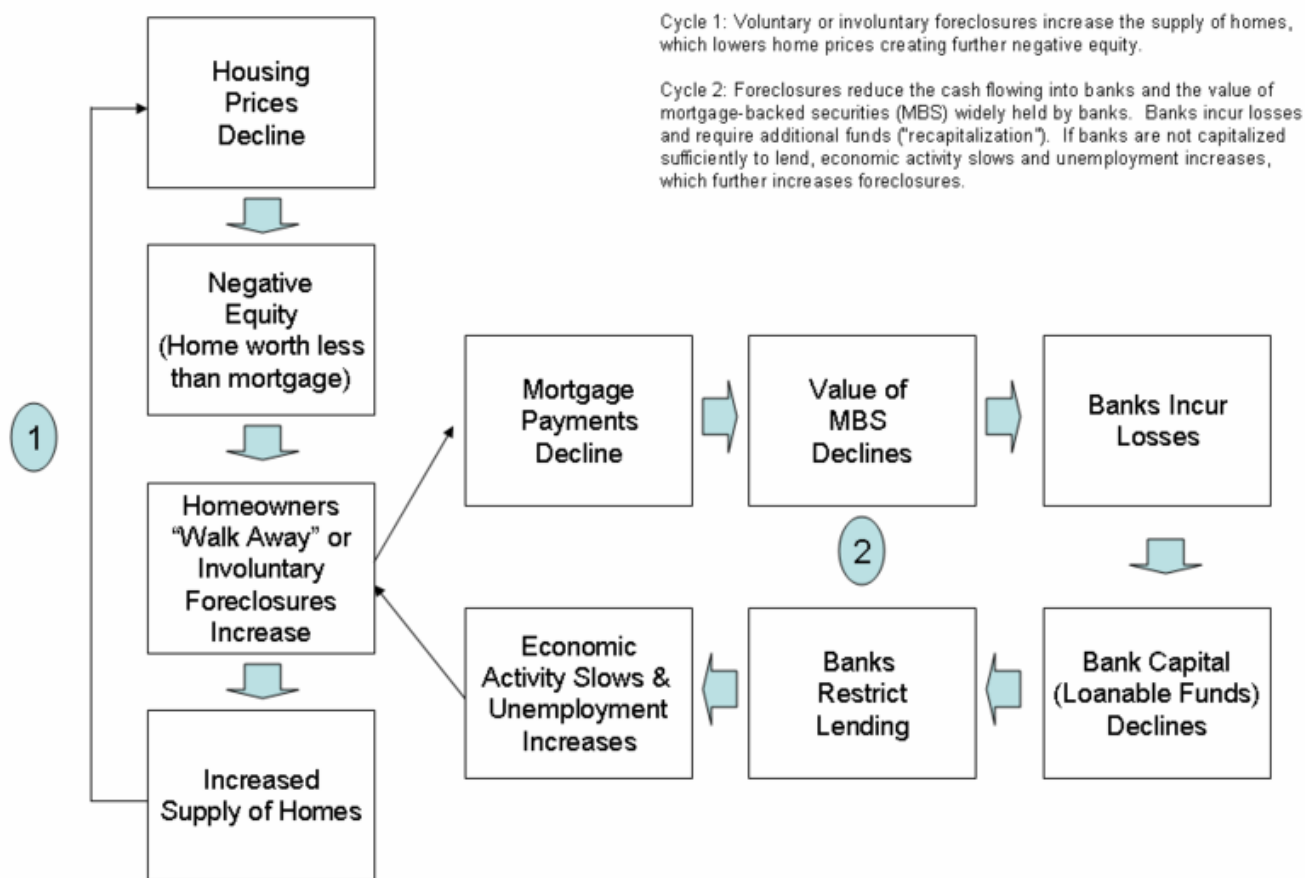 Cycle 1: Voluntary or involuntary foreclosures increase the supply of homes,
which lowers home prices creating further negative equity.
Cycle 2: Foreclosures reduce the cash flowing into banks and the value of
mortgage-backed securities (MBS) widely held by banks. Banks incur losses
and require additional funds ("recapitalization"). If banks are not capitalized
sufficiently to lend, economic activity slows and unemployment increases,
which further increases foreclosures.
Housing
Prices
Decline
Negative
Equity
(Home worth less
than mortgage)
1
Homeowners
“Walk Away” or
Involuntary
Foreclosures
Increase
Increased
Supply of Homes
Mortgage
Payments
Decline
Value of
MBS
Declines
Banks Incur
Losses
2
Bank Capital
(Loanable Funds)
Declines
Banks
Restrict
Lending
Economic
Activity Slows &
Unemployment
Increases